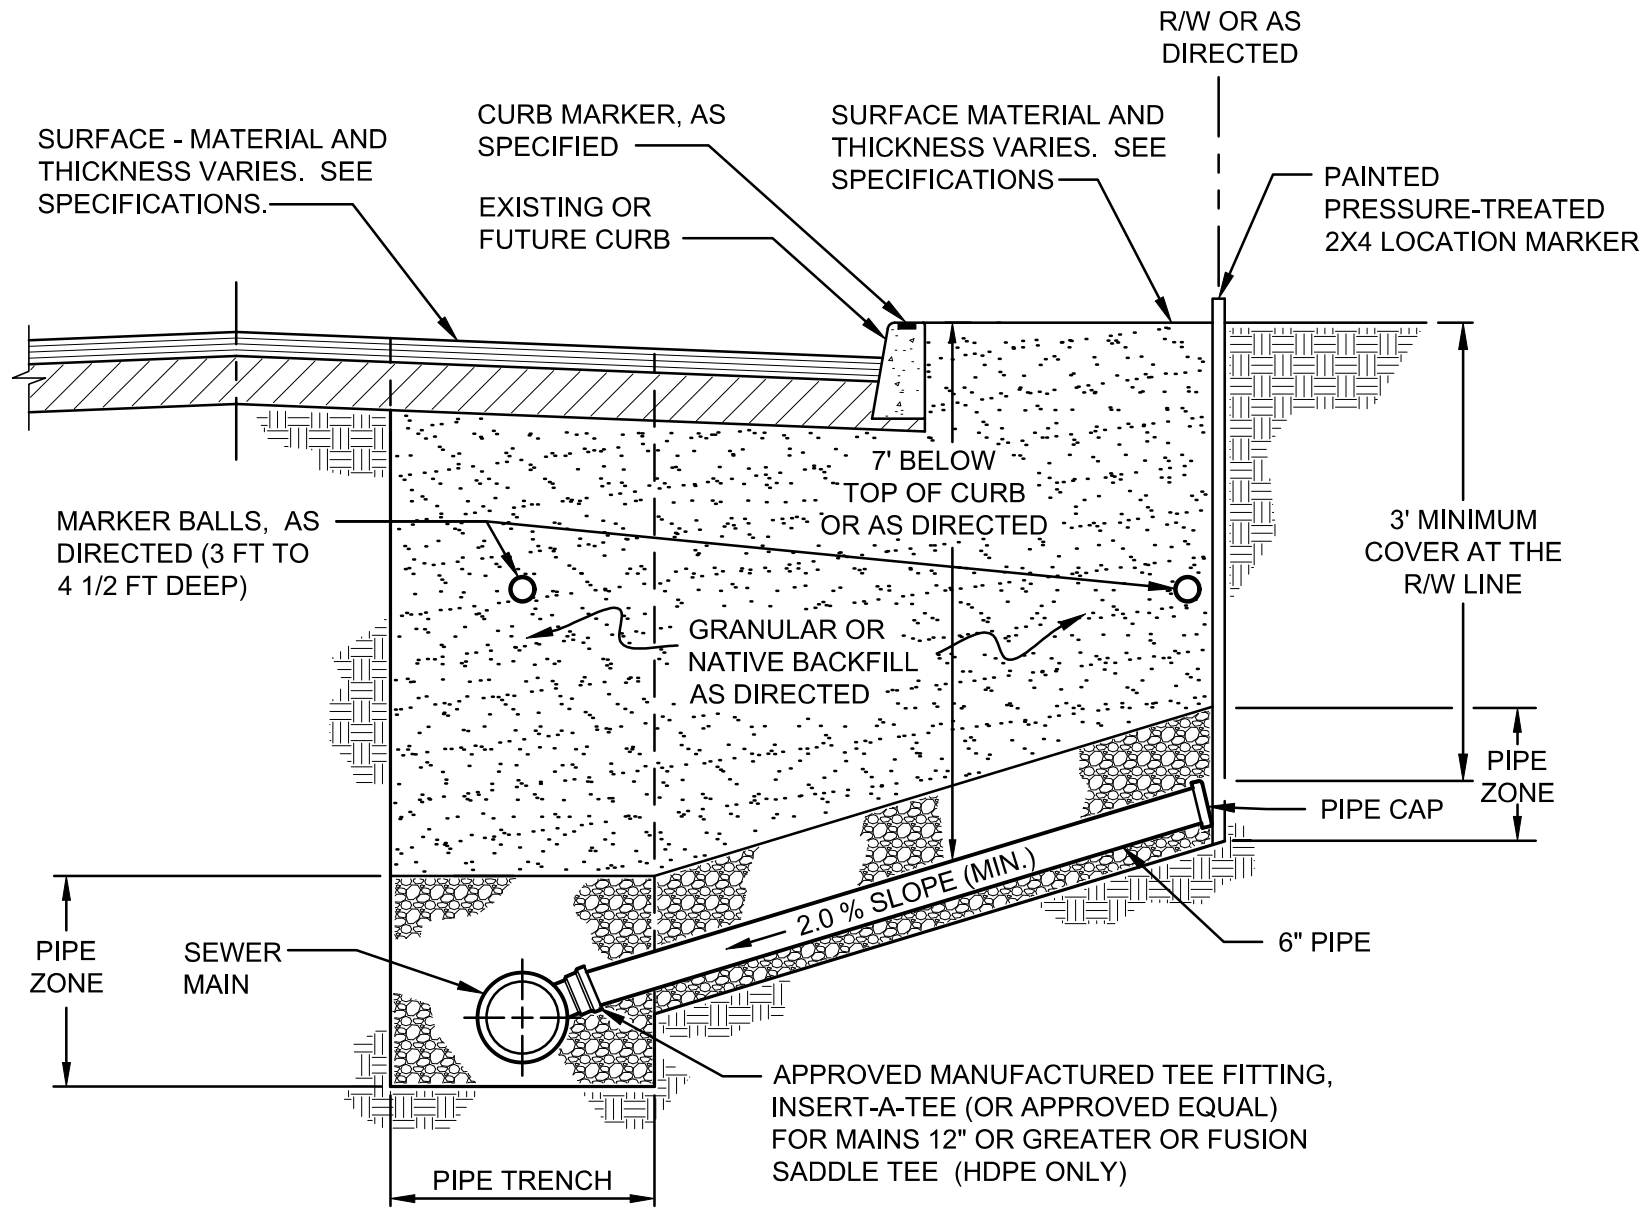 R/W OR AS
DIRECTED
CURB MARKER, AS
SPECIFIED
SURFACE MATERIAL AND
THICKNESS VARIES. SEE
SPECIFICATIONS
SURFACE - MATERIAL AND
THICKNESS VARIES. SEE
SPECIFICATIONS.
PAINTED
PRESSURE-TREATED
2X4 LOCATION MARKER
EXISTING OR
FUTURE CURB
7' BELOW
TOP OF CURB
OR AS DIRECTED
MARKER BALLS, AS
DIRECTED (3 FT TO
4 1/2 FT DEEP)
3' MINIMUM
COVER AT THE
R/W LINE
GRANULAR OR
NATIVE BACKFILL
AS DIRECTED
PIPE
ZONE
PIPE CAP
2.0 % SLOPE (MIN.)
6" PIPE
PIPE
ZONE
SEWER
MAIN
APPROVED MANUFACTURED TEE FITTING,
INSERT-A-TEE (OR APPROVED EQUAL)
FOR MAINS 12" OR GREATER OR FUSION
SADDLE TEE (HDPE ONLY)
PIPE TRENCH